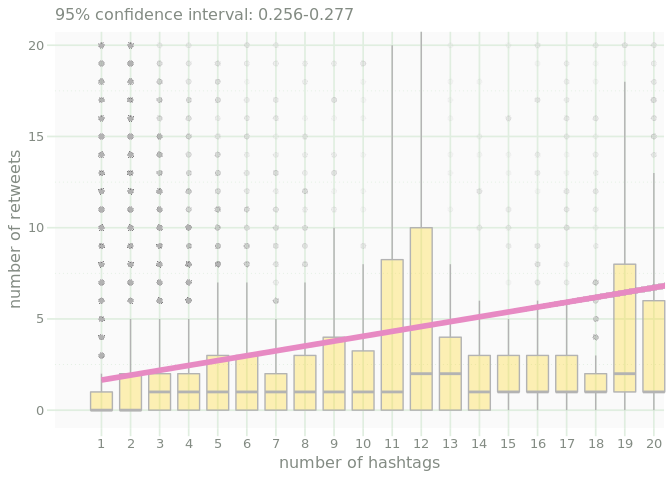 95% confidence interval: 0.256-0.277
20
15
10
5
0
number of retweets
1 2 3 4 5 6 7 8 9 10 11 12 13 14 15 16 17 18 19 20
number of hashtags